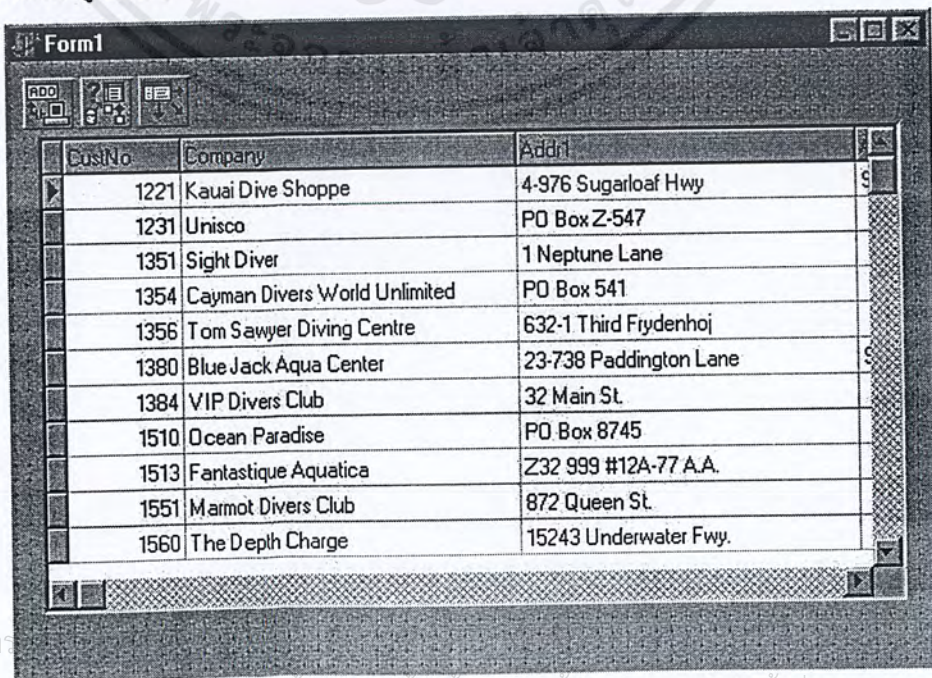 Form1
ADO
CustNo Company Addr1
1221 Kauai Dive Shoppe 4-976 Sugarloaf Hwy
1231 Unisco PO Box Z-547
1351 Sight Diver 1 Neptune Lane
1354 Cayman Divers World Unlimited PO Box 541
1356 Tom Sawyer Diving Centre 632-1 Third Frydenhoj
1380 Blue Jack Aqua Center 23-738 Paddington Lane
1384 VIP Divers Club 32 Main St.
1510 Ocean Paradise PO Box 8745
1513 Fantastique Aquatica Z32 999 #12A-77 A.A.
1551 Marmot Divers Club 872 Queen St.
1560 The Depth Charge 15243 Underwater Fwy.